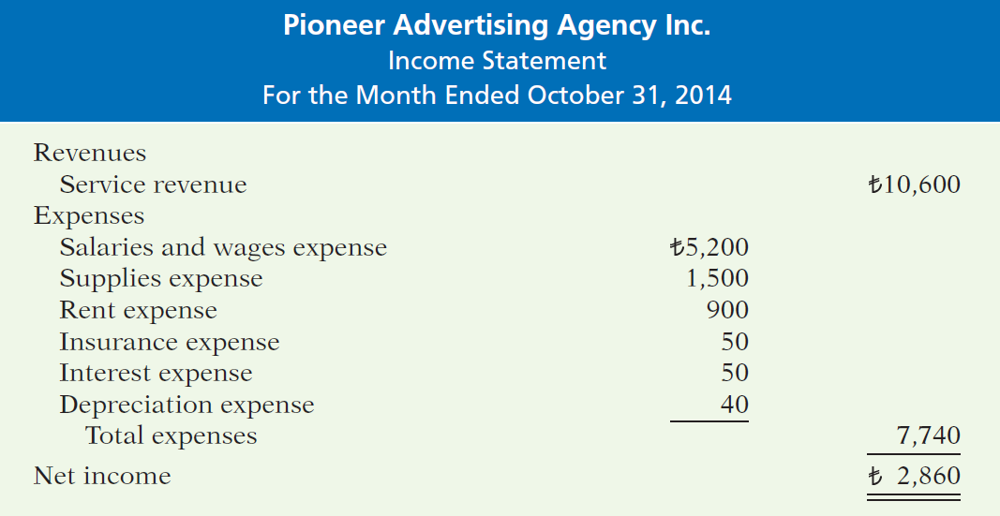 Pioneer Advertising Agency Inc.
Income Statement
For the Month Ended October 31, 2014
Revenues
Service revenue ₺10,600
Expenses
Salaries and wages expense ₺5,200
Supplies expense 1,500
Rent expense 900
Insurance expense 50
Interest expense 50
Depreciation expense 40
Total expenses 7,740
Net income ₺ 2,860